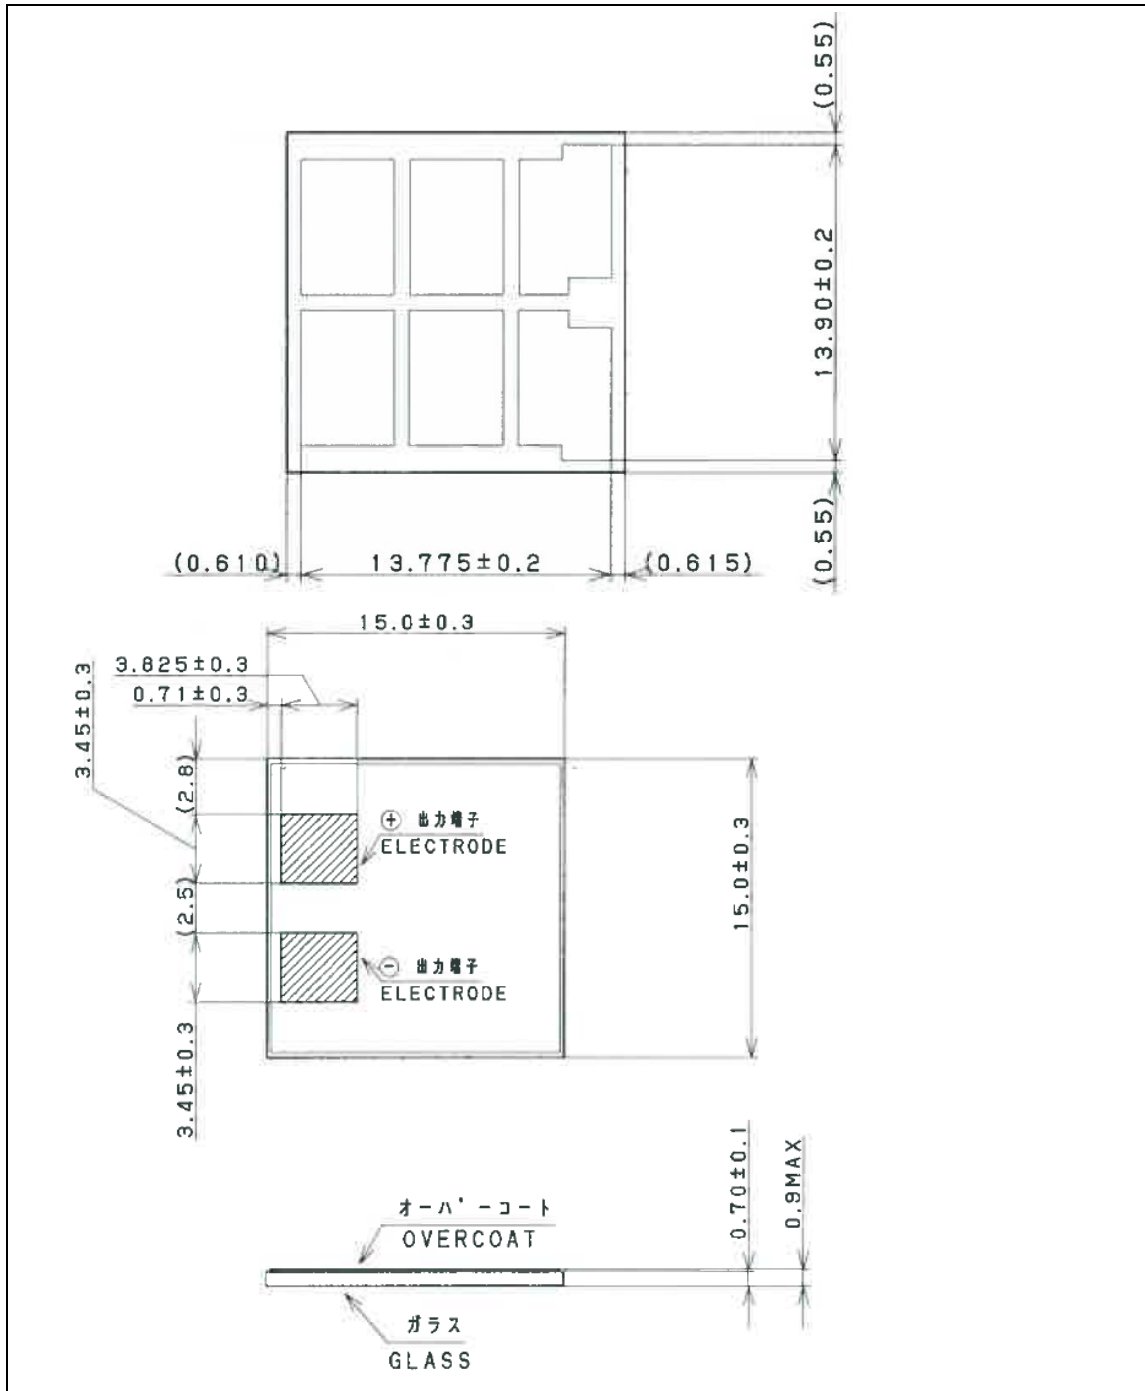 (0.55)
13.90±0.2
(0.55)
(0.610)
13.775±0.2
(0.615)
15.0±0.3
3.825±0.3
0.71±0.3
3.45±0.3
(2.8)
⊕ 出力端子
ELECTRODE
(2.5)
15.0±0.3
⊖ 出力端子
ELECTRODE
3.45±0.3
0.70±0.1
0.9MAX
オーバーコート
OVERCOAT
ガラス
GLASS